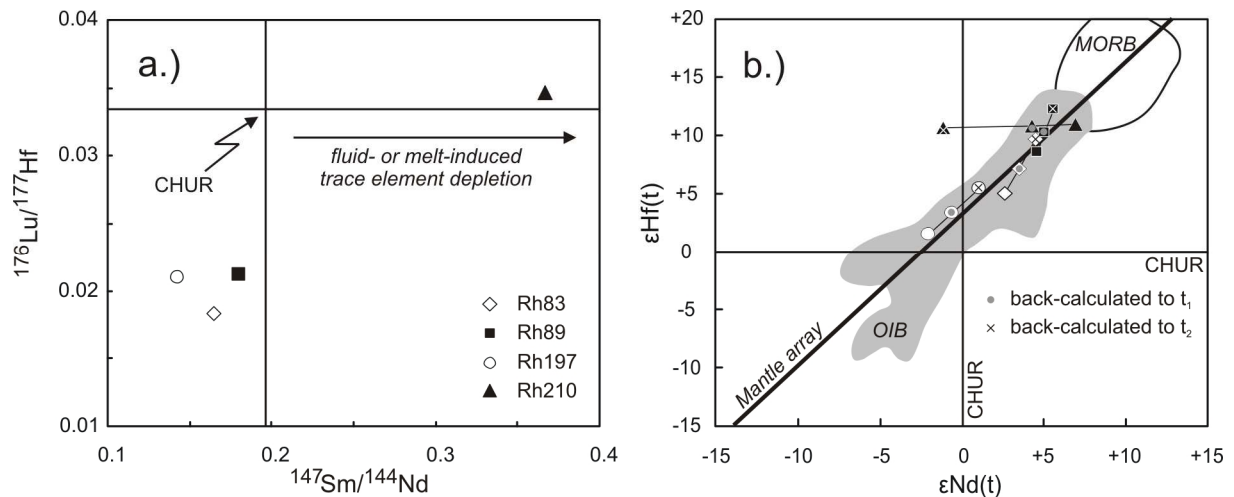 a.)
0.04
0.03
0.02
0.01
0.1
0.2
0.3
0.4
¹⁷⁶Lu/¹⁷⁷Hf
¹⁴⁷Sm/¹⁴⁴Nd
CHUR
fluid- or melt-induced
trace element depletion
Rh83
Rh89
Rh197
Rh210
b.)
+20
+15
+10
+5
0
-5
-10
-15
-15
-10
-5
0
+5
+10
+15
εHf(t)
εNd(t)
MORB
CHUR
back-calculated to t₁
back-calculated to t₂
OIB
Mantle array
CHUR